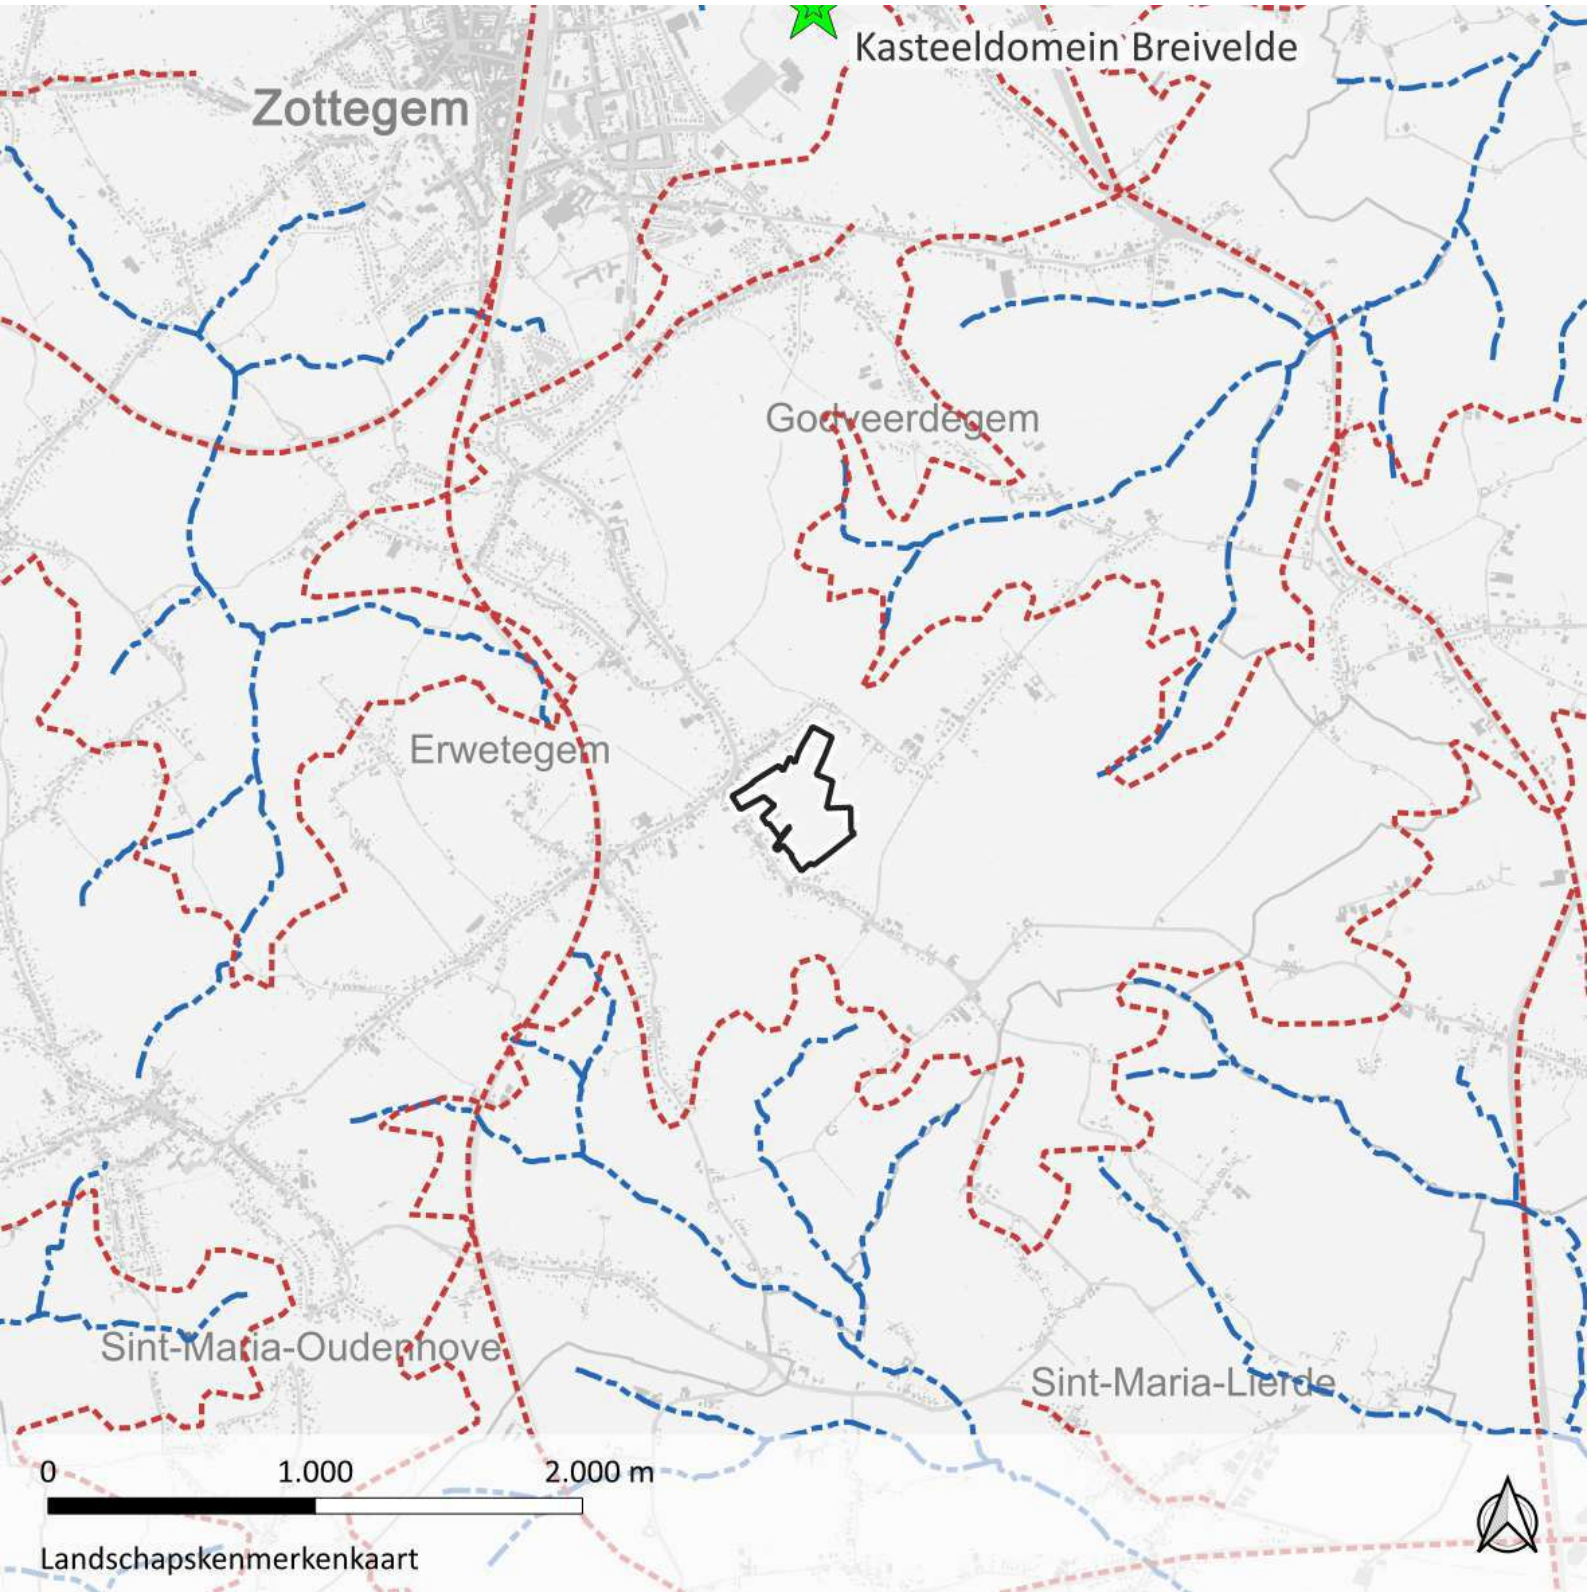 Kasteeldomein Breivelde
Zottegem
Godveerdegem
Erwetegem
Sint-Maria-Oudenhove
Sint-Maria-Lierde
0 1.000 2.000 m
Landschapskenmerkenkaart